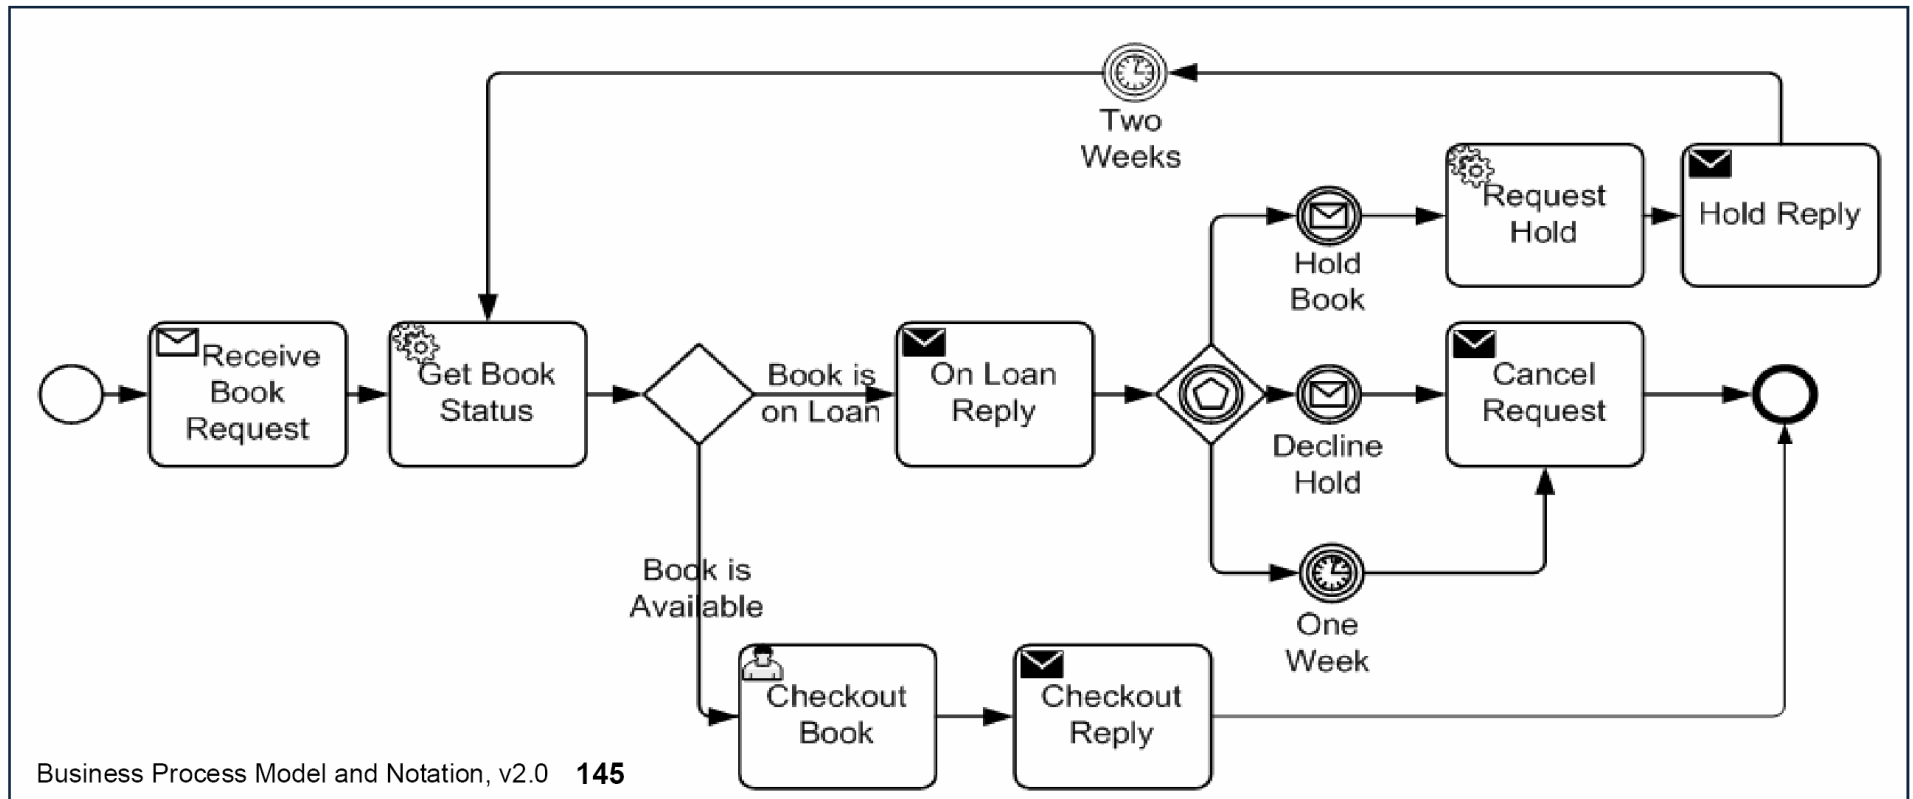 Two
Weeks
Request
Hold
Hold Reply
Hold
Book
Receive
Book
Request
Get Book
Status
Book is
on Loan
On Loan
Reply
Decline
Hold
Cancel
Request
Book is
Available
One
Week
Checkout
Book
Checkout
Reply
Business Process Model and Notation, v2.0 145